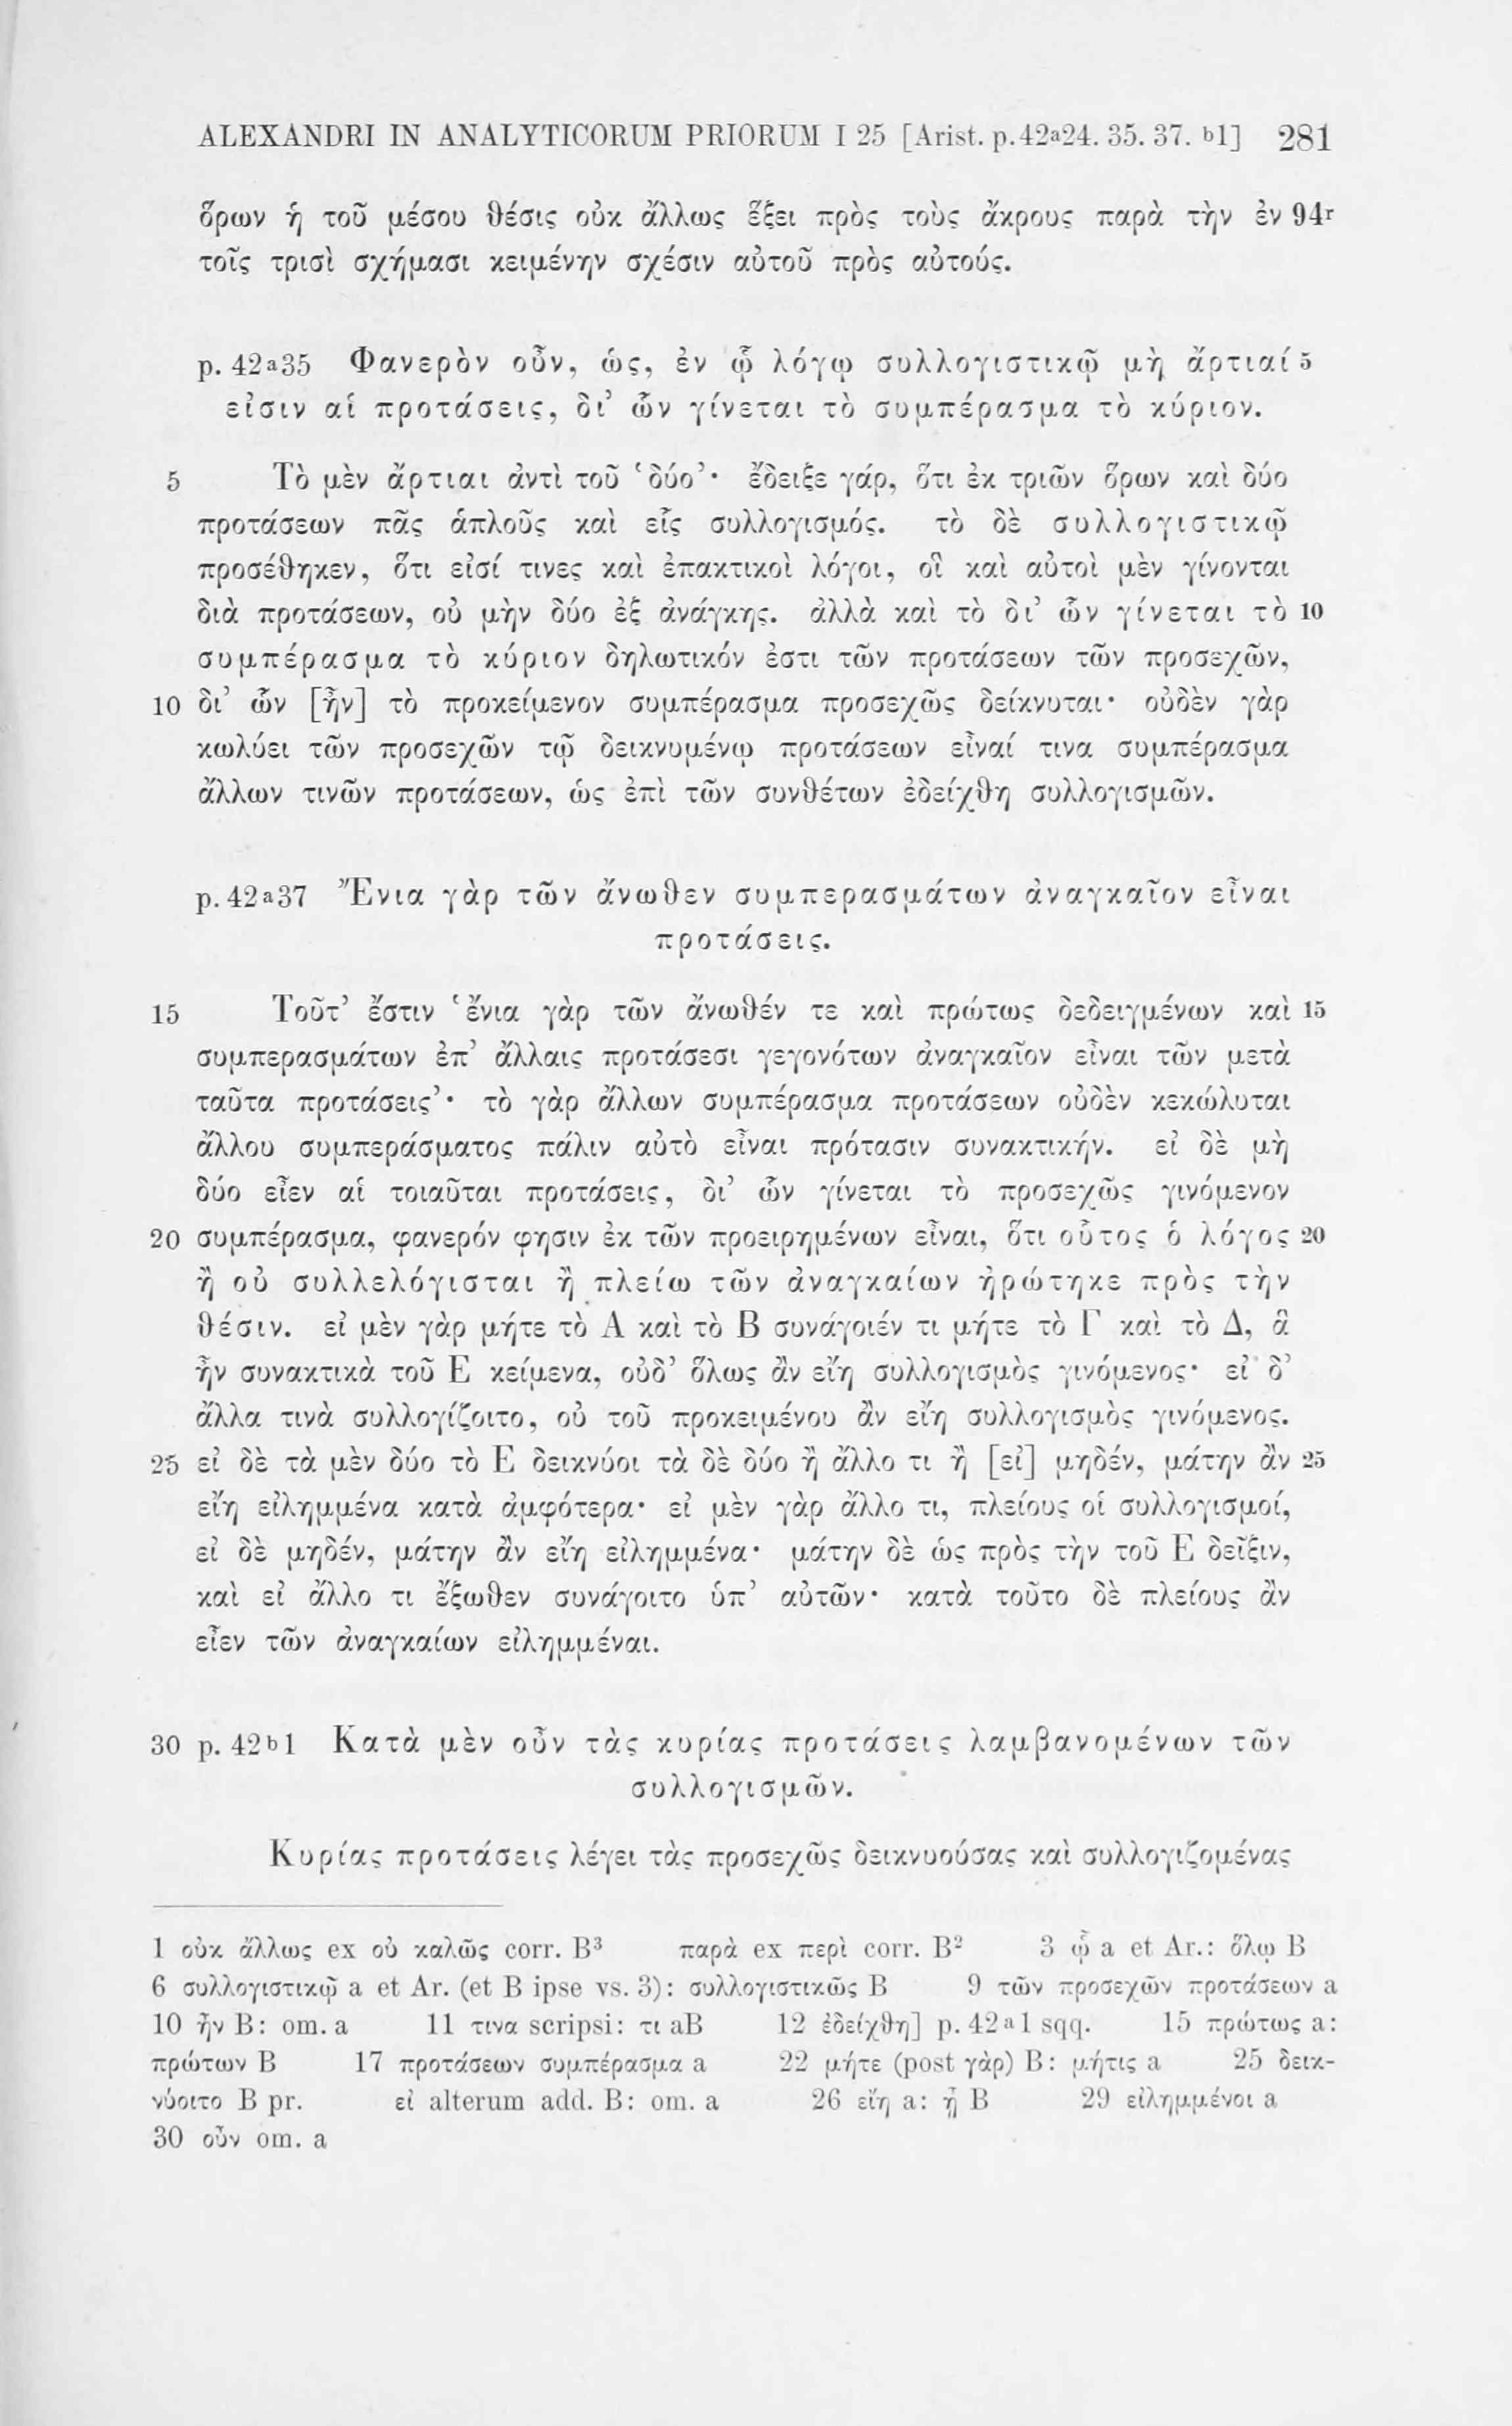 ALEXANDRI IN ANALYTICORUM PRIORUM I 25 [Arist. p. 42a24. 35. 37. b1] 281
ὅρων ἡ τοῦ μέσου θέσις οὐκ ἄλλως ἕξει πρὸς τοὺς ἄκρους παρὰ τὴν ἐν 94r
τοῖς τρισὶ σχήμασι κειμένην σχέσιν αὐτοῦ πρὸς αὐτούς.
p. 42a35 Φανερὸν οὖν, ὡς, ἐν ᾧ λόγῳ συλλογιστικῷ μὴ ἄρτιαί 5
εἰσιν αἱ προτάσεις, δι’ ὧν γίνεται τὸ συμπέρασμα τὸ κύριον.
5 Τὸ μὲν ἄρτιαι ἀντὶ τοῦ ‘δύο’· ἔδειξε γάρ, ὅτι ἐκ τριῶν ὅρων καὶ δύο
προτάσεων πᾶς ἁπλοῦς καὶ εἷς συλλογισμός. τὸ δὲ συλλογιστικῷ
προσέθηκεν, ὅτι εἰσί τινες καὶ ἐπακτικοὶ λόγοι, οἳ καὶ αὐτοὶ μὲν γίνονται
διὰ προτάσεων, οὐ μὴν δύο ἐξ ἀνάγκης. ἀλλὰ καὶ τὸ δι’ ὧν γίνεται τὸ 10
συμπέρασμα τὸ κύριον δηλωτικόν ἐστι τῶν προτάσεων τῶν προσεχῶν,
10 δι’ ὧν [ἦν] τὸ προκείμενον συμπέρασμα προσεχῶς δείκνυται· οὐδὲν γὰρ
κωλύει τῶν προσεχῶν τῷ δεικνυμένῳ προτάσεων εἶναί τινα συμπέρασμα
ἄλλων τινῶν προτάσεων, ὡς ἐπὶ τῶν συνθέτων ἐδείχθη συλλογισμῶν.
p. 42a37 Ἔνια γὰρ τῶν ἄνωθεν συμπερασμάτων ἀναγκαῖον εἶναι
προτάσεις.
15 Τοῦτ’ ἔστιν ‘ἔνια γὰρ τῶν ἄνωθέν τε καὶ πρώτως δεδειγμένων καὶ 15
συμπερασμάτων ἐπ’ ἄλλαις προτάσεσι γεγονότων ἀναγκαῖον εἶναι τῶν μετὰ
ταῦτα προτάσεις’· τὸ γὰρ ἄλλων συμπέρασμα προτάσεων οὐδὲν κεκώλυται
ἄλλου συμπεράσματος πάλιν αὐτὸ εἶναι πρότασιν συνακτικήν. εἰ δὲ μὴ
δύο εἶεν αἱ τοιαῦται προτάσεις, δι’ ὧν γίνεται τὸ προσεχῶς γινόμενον
20 συμπέρασμα, φανερόν φησιν ἐκ τῶν προειρημένων εἶναι, ὅτι οὗτος ὁ λόγος 20
ἢ οὐ συλλελόγισται ἢ πλείω τῶν ἀναγκαίων ἠρώτηκε πρὸς τὴν
θέσιν. εἰ μὲν γὰρ μήτε τὸ Α καὶ τὸ Β συνάγοιέν τι μήτε τὸ Γ καὶ τὸ Δ, ἃ
ἦν συνακτικὰ τοῦ Ε κείμενα, οὐδ’ ὅλως ἂν εἴη συλλογισμὸς γινόμενος· εἰ δ’
ἄλλα τινὰ συλλογίζοιτο, οὐ τοῦ προκειμένου ἂν εἴη συλλογισμὸς γινόμενος.
25 εἰ δὲ τὰ μὲν δύο τὸ Ε δεικνύοι τὰ δὲ δύο ἢ ἄλλο τι ἢ [εἰ] μηδέν, μάτην ἂν 25
εἴη εἰλημμένα κατὰ ἀμφότερα· εἰ μὲν γὰρ ἄλλο τι, πλείους οἱ συλλογισμοί,
εἰ δὲ μηδέν, μάτην ἂν εἴη εἰλημμένα· μάτην δὲ ὡς πρὸς τὴν τοῦ Ε δεῖξιν,
καὶ εἰ ἄλλο τι ἔξωθεν συνάγοιτο ὑπ’ αὐτῶν· κατὰ τοῦτο δὲ πλείους ἂν
εἶεν τῶν ἀναγκαίων εἰλημμέναι.
30 p. 42b1 Κατὰ μὲν οὖν τὰς κυρίας προτάσεις λαμβανομένων τῶν
συλλογισμῶν.
Κυρίας προτάσεις λέγει τὰς προσεχῶς δεικνυούσας καὶ συλλογιζομένας
1 οὐκ ἄλλως ex οὐ καλῶς corr. B³ παρὰ ex περὶ corr. B² 3 ᾧ a et Ar.: ὅλῳ B
6 συλλογιστικῷ a et Ar. (et B ipse vs. 3): συλλογιστικῶς B 9 τῶν προσεχῶν προτάσεων a
10 ἦν B: om. a 11 τινα scripsi: τι aB 12 ἐδείχθη] p. 42a1 sqq. 15 πρώτως a:
πρώτων B 17 προτάσεων συμπέρασμα a 22 μήτε (post γὰρ) B: μήτις a 25 δεικ-
νύοιτο B pr. εἰ alterum add. B: om. a 26 εἴη a: ᾖ B 29 εἰλημμένοι a
30 οὖν om. a